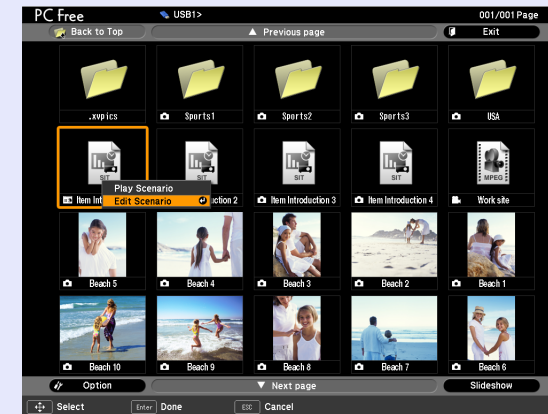 PC Free
USB1>
001/001 Page
Back to Top
Previous page
Exit
.xvpics
Sports1
Sports2
Sports3
USA
SIT
SIT
SIT
SIT
MPEG
Play Scenario
Edit Scenario
Item Int
uction 2
Item Introduction 3
Item Introduction 4
Work site
Beach 5
Beach 4
Beach 3
Beach 2
Beach 1
Beach 10
Beach 9
Beach 8
Beach 7
Beach 6
Option
Next page
Slideshow
Select
Enter Done
ESC Cancel